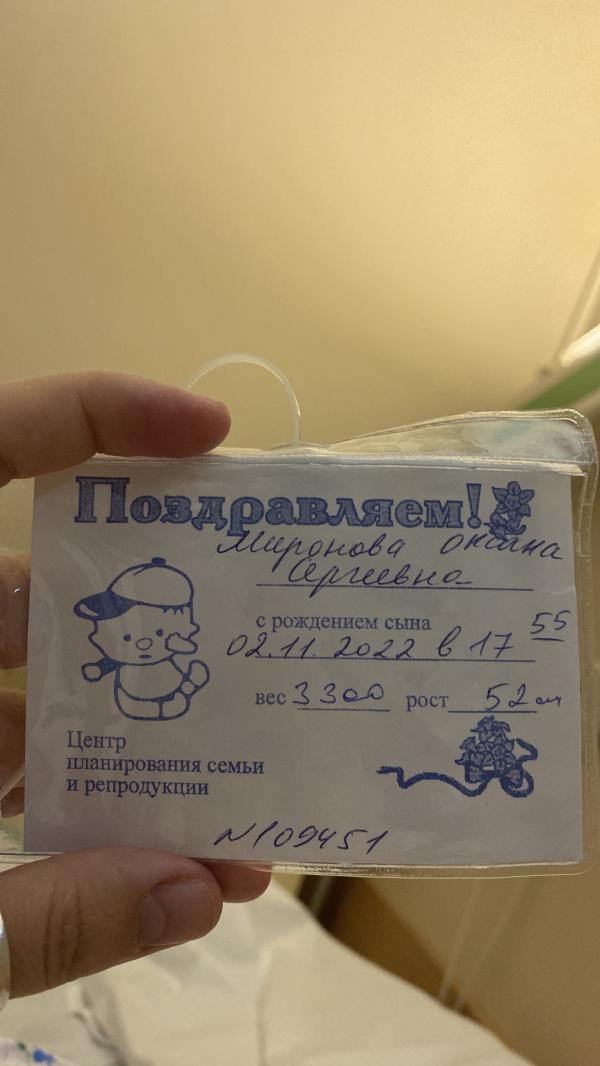 Поздравляем!
Миронова Оксана
Сергеевна
с рождением сына
02.11.2022 в 17 55
вес 3300 рост 52 см
Центр
планирования семьи
и репродукции
N109451